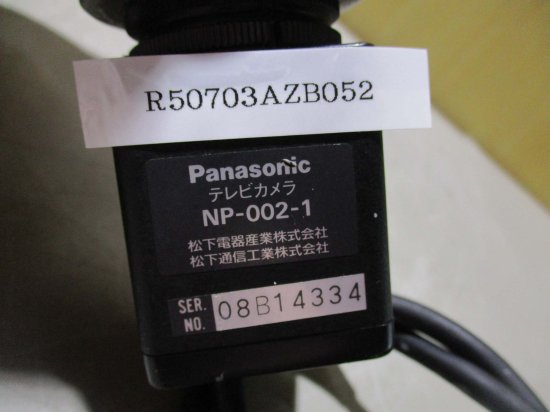 R50703AZB052
Panasonic
テレビカメラ
NP-002-1
松下電器産業株式会社
松下通信工業株式会社
SER. NO. 08B14334